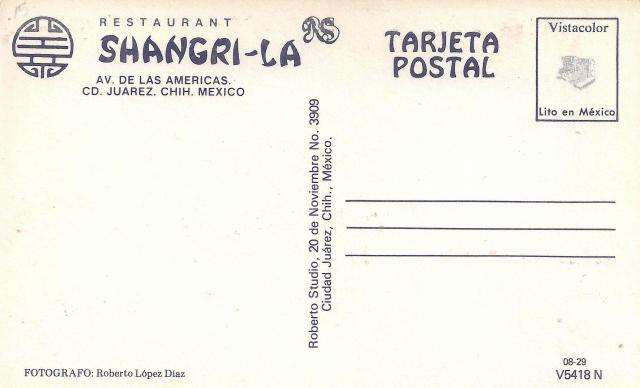 RESTAURANT
SHANGRI-LA
RS
AV. DE LAS AMERICAS.
CD. JUAREZ, CHIH. MEXICO
TARJETA
POSTAL
Vistacolor
Lito en México
Roberto Studio, 20 de Noviembre No. 3909
Ciudad Juárez, Chih., México.
FOTOGRAFO: Roberto López Díaz
08-29
V5418 N